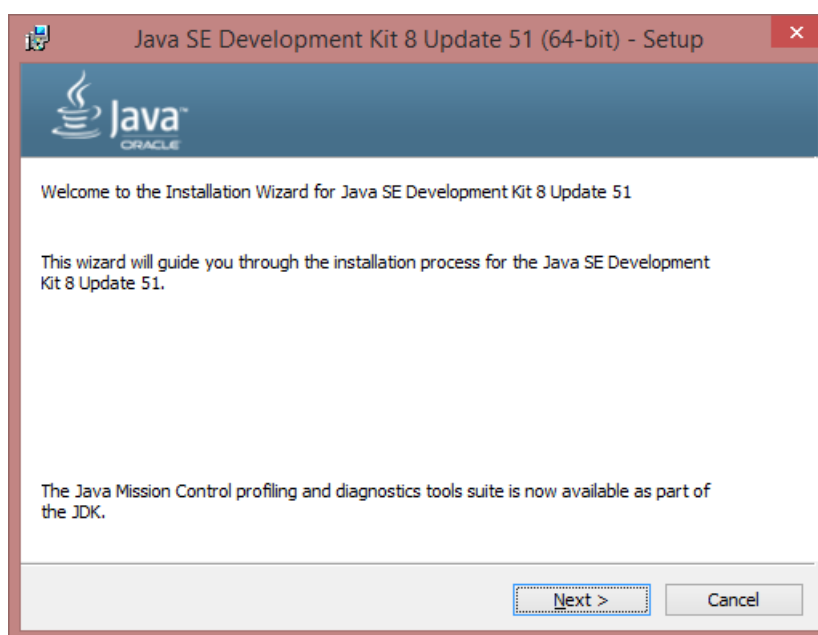 Java SE Development Kit 8 Update 51 (64-bit) - Setup
Java™
ORACLE
Welcome to the Installation Wizard for Java SE Development Kit 8 Update 51
This wizard will guide you through the installation process for the Java SE Development
Kit 8 Update 51.
The Java Mission Control profiling and diagnostics tools suite is now available as part of
the JDK.
Next >
Cancel